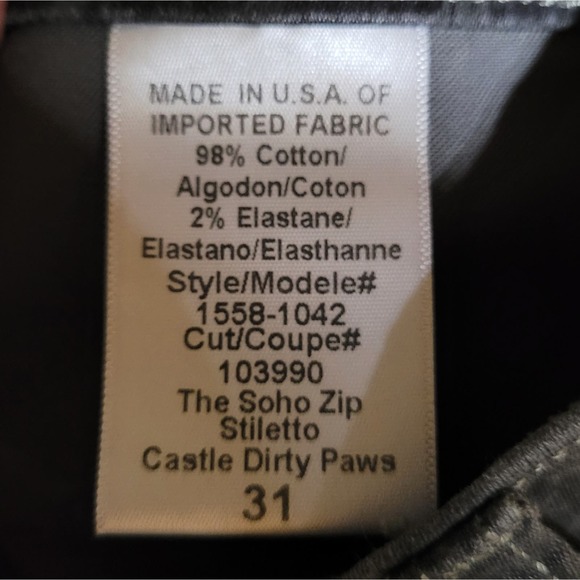 MADE IN U.S.A. OF
IMPORTED FABRIC
98% Cotton/
Algodon/Coton
2% Elastane/
Elastano/Elasthanne
Style/Modele#
1558-1042
Cut/Coupe#
103990
The Soho Zip
Stiletto
Castle Dirty Paws
31